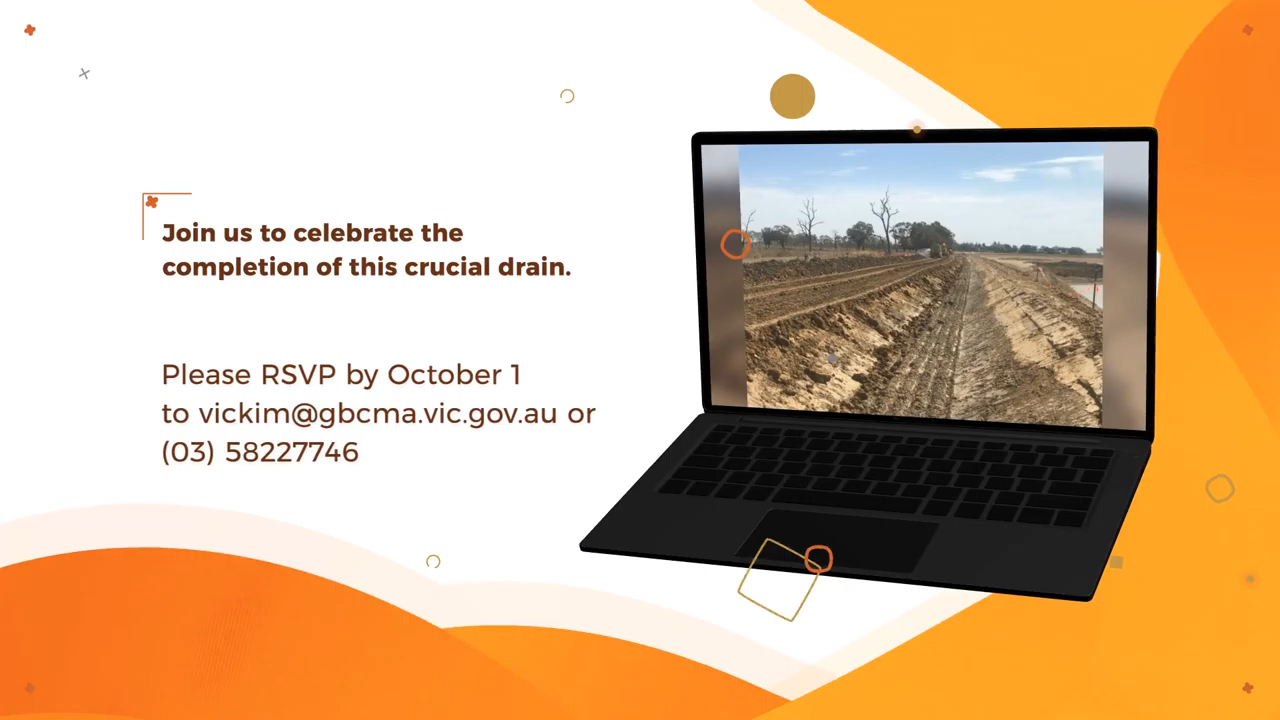 Join us to celebrate the
completion of this crucial drain.
Please RSVP by October 1
to vickim@gbcma.vic.gov.au or
(03) 58227746